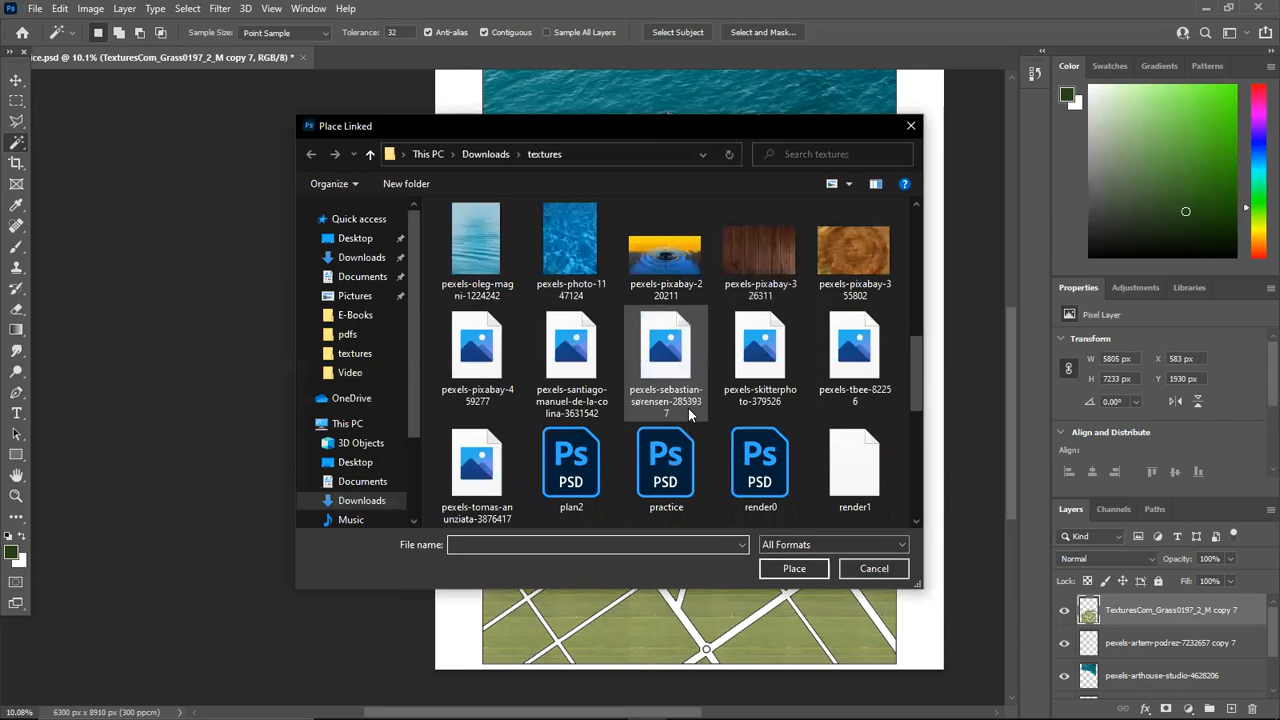 Ps File Edit Image Layer Type Select Filter 3D View Window Help
Sample Size: Point Sample Tolerance: 32 Anti-alias Contiguous Sample All Layers Select Subject Select and Mask...
ice.psd @ 10.1% (TexturesCom_Grass0197_2_M copy 7, RGB/8) *
Ps Place Linked
This PC Downloads textures Search textures
Organize New folder
Quick access
Desktop
Downloads
Documents
Pictures
E-Books
pdfs
textures
Video
OneDrive
This PC
3D Objects
Desktop
Documents
Downloads
Music
pexels-oleg-mag
ni-1224242
pexels-photo-11
47124
pexels-pixabay-2
20211
pexels-pixabay-3
26311
pexels-pixabay-3
55802
pexels-pixabay-4
59277
pexels-santiago-
manuel-de-la-co
lina-3631542
pexels-sebastian-
sørensen-285393
7
pexels-skitterpho
to-379526
pexels-tbee-8225
6
pexels-tomas-an
unziata-3876417
Ps
PSD
plan2
Ps
PSD
practice
Ps
PSD
render0
render1
File name: All Formats
Place Cancel
Color Swatches Gradients Patterns
Properties Adjustments Libraries
Pixel Layer
Transform
W 5805 px X 583 px
H 7233 px Y 1930 px
0.00°
Align and Distribute
Align:
Layers Channels Paths
Kind
Normal Opacity: 100%
Lock: Fill: 100%
TexturesCom_Grass0197_2_M copy 7
pexels-artem-podrez-7232657 copy 7
pexels-arthouse-studio-4628206
10.08% 6300 px x 8910 px (300 ppcm)